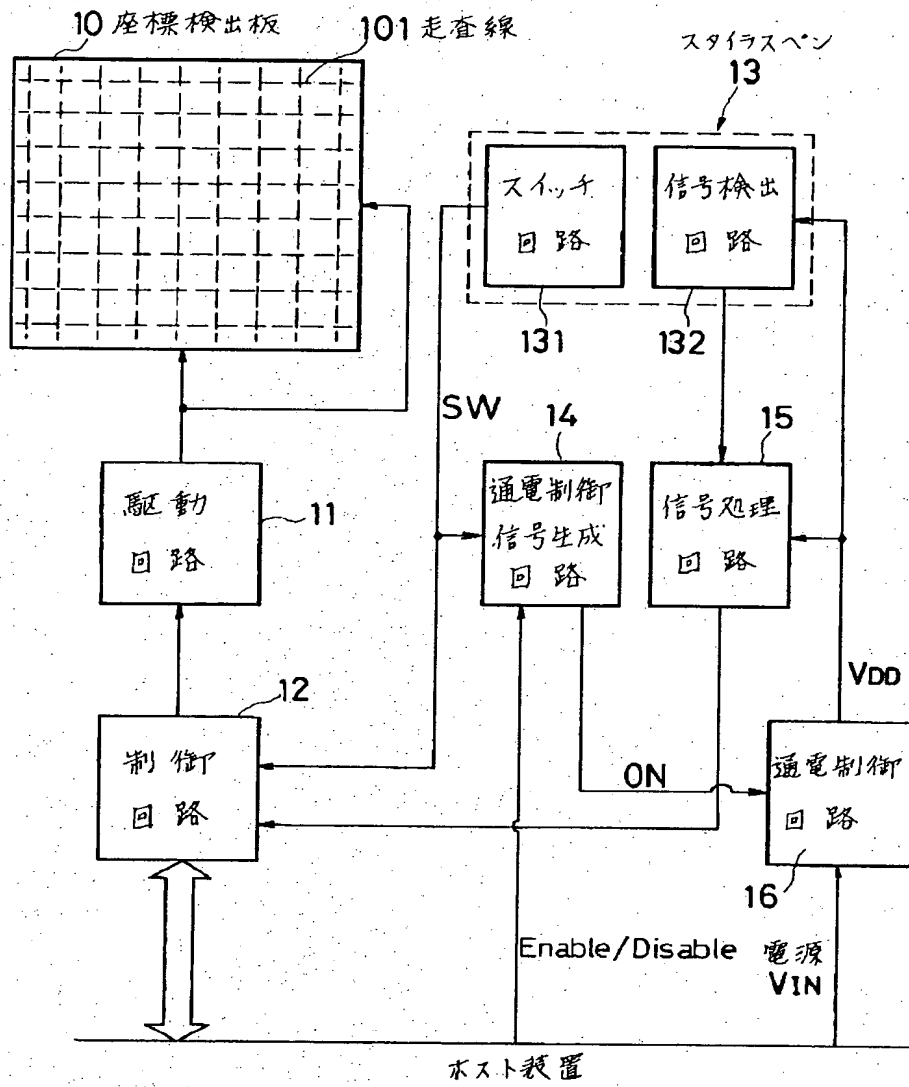 10 座標検出板
101 走査線
スタイラスペン
13
スイッチ
回路
信号検出
回路
131
132
SW
14
15
駆動
回路
11
通電制御
信号生成
回路
信号処理
回路
VDD
12
制御
回路
ON
通電制御
回路
16
Enable/Disable
電源
VIN
ホスト装置